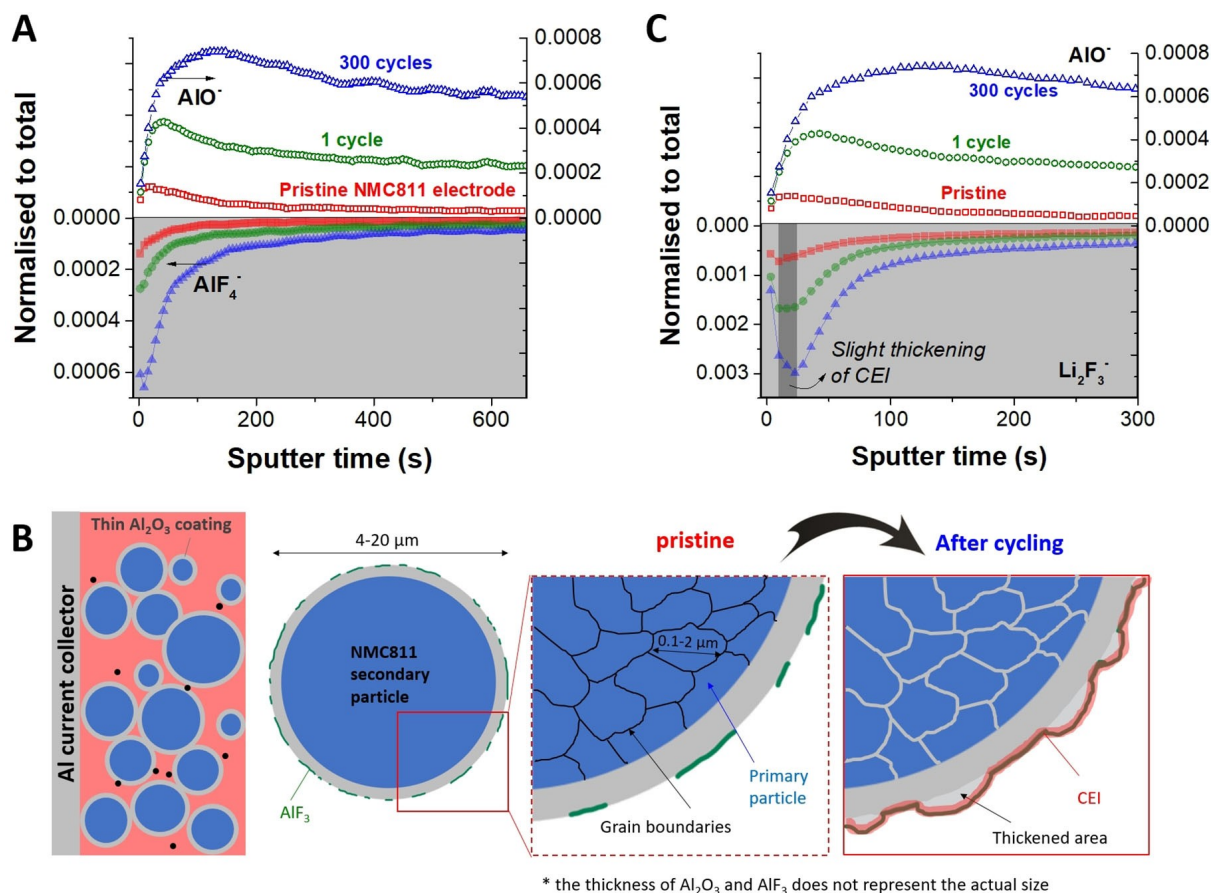 A
Normalised to total
0.0008
0.0006
0.0004
0.0002
0.0000
0.0000
0.0002
0.0004
0.0006
300 cycles
AlO⁻
1 cycle
Pristine NMC811 electrode
AlF₄⁻
0 200 400 600
Sputter time (s)
C
Normalised to total
AlO⁻
0.0008
0.0006
0.0004
0.0002
0.0000
0.000
0.001
0.002
0.003
300 cycles
1 cycle
Pristine
Slight thickening
of CEI
Li₂F₃⁻
0 100 200 300
Sputter time (s)
B
Al current collector
Thin Al₂O₃ coating
4-20 µm
NMC811
secondary
particle
AlF₃
pristine
0.1-2 µm
Primary
particle
Grain boundaries
After cycling
CEI
Thickened area
* the thickness of Al₂O₃ and AlF₃ does not represent the actual size